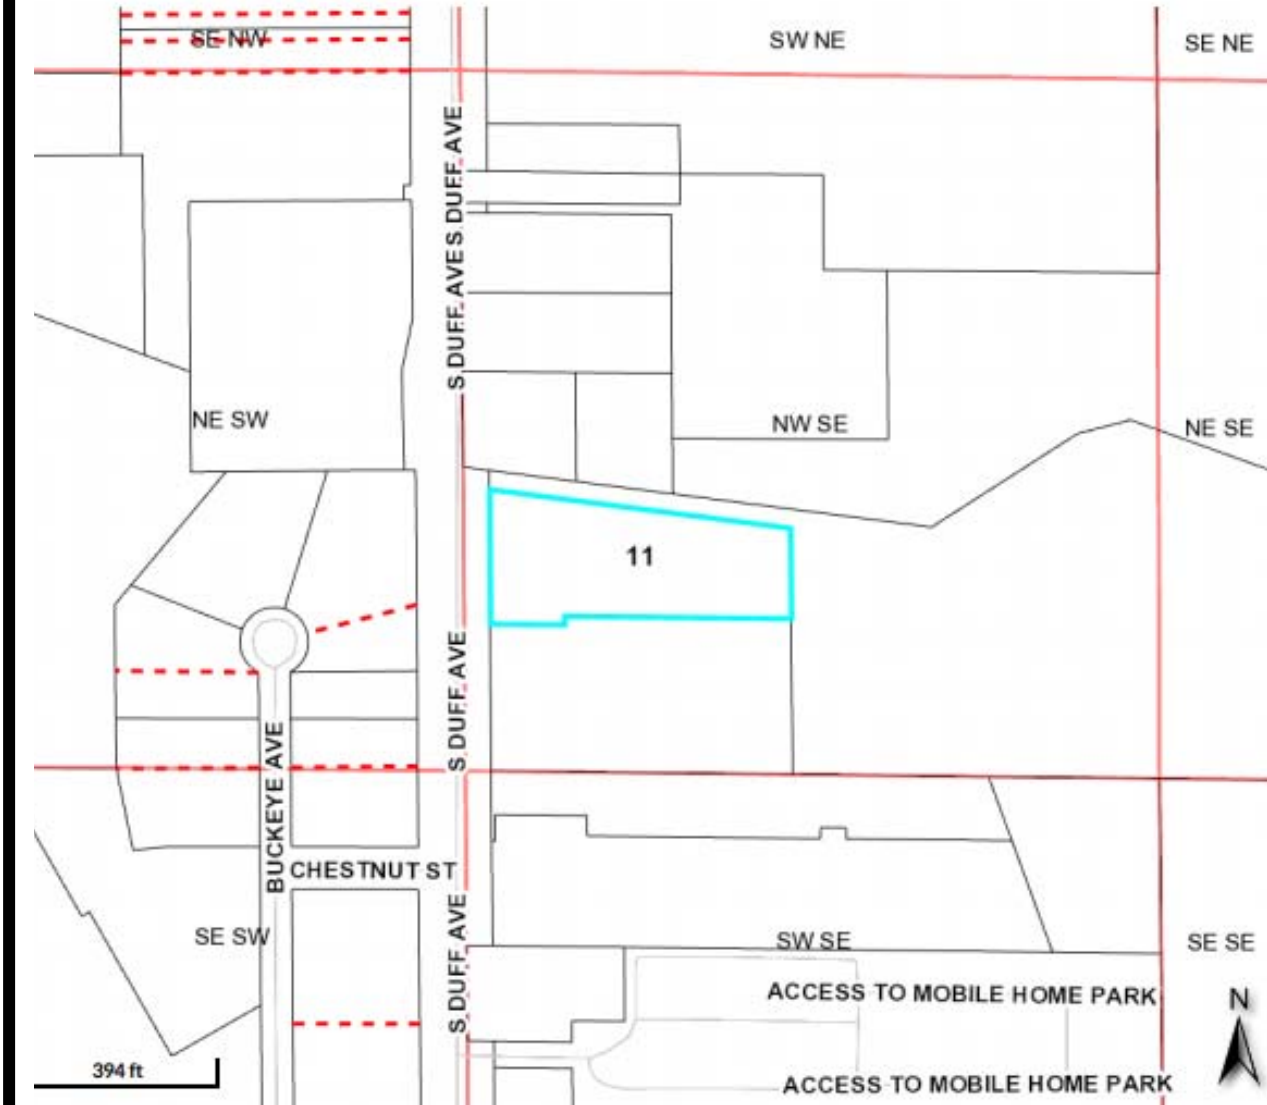 SE NW
SW NE
SE NE
S DUFF AVE
S DUFF AVE
NE SW
NW SE
NE SE
11
S DUFF AVE
BUCKEYE AVE
CHESTNUT ST
S DUFF AVE
SE SW
SW SE
SE SE
ACCESS TO MOBILE HOME PARK
N
394 ft
ACCESS TO MOBILE HOME PARK